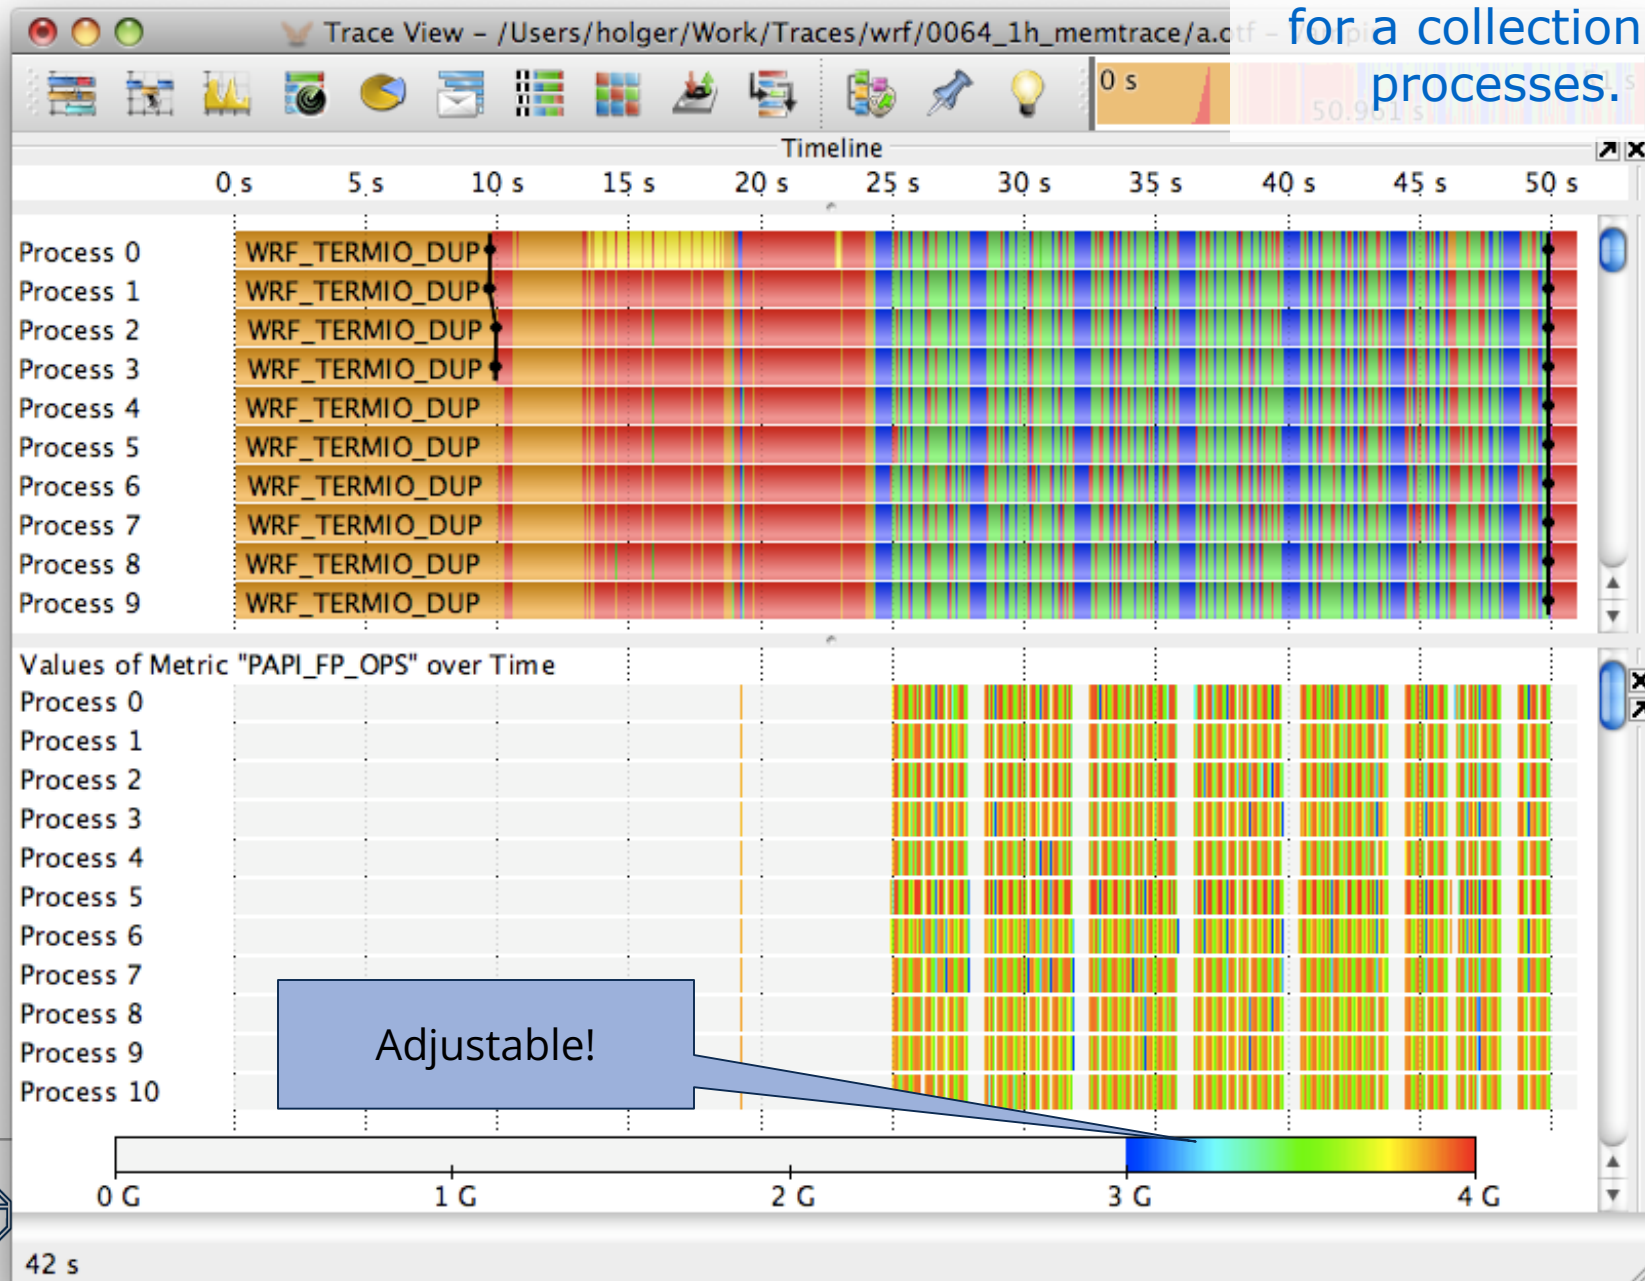 for a collection
processes.
Trace View – /Users/holger/Work/Traces/wrf/0064_1h_memtrace/a.otf –
0 s
50.961 s
Timeline
0 s 5 s 10 s 15 s 20 s 25 s 30 s 35 s 40 s 45 s 50 s
Process 0 WRF_TERMIO_DUP
Process 1 WRF_TERMIO_DUP
Process 2 WRF_TERMIO_DUP
Process 3 WRF_TERMIO_DUP
Process 4 WRF_TERMIO_DUP
Process 5 WRF_TERMIO_DUP
Process 6 WRF_TERMIO_DUP
Process 7 WRF_TERMIO_DUP
Process 8 WRF_TERMIO_DUP
Process 9 WRF_TERMIO_DUP
Values of Metric "PAPI_FP_OPS" over Time
Process 0
Process 1
Process 2
Process 3
Process 4
Process 5
Process 6
Process 7
Process 8
Process 9
Process 10
Adjustable!
0 G 1 G 2 G 3 G 4 G
42 s